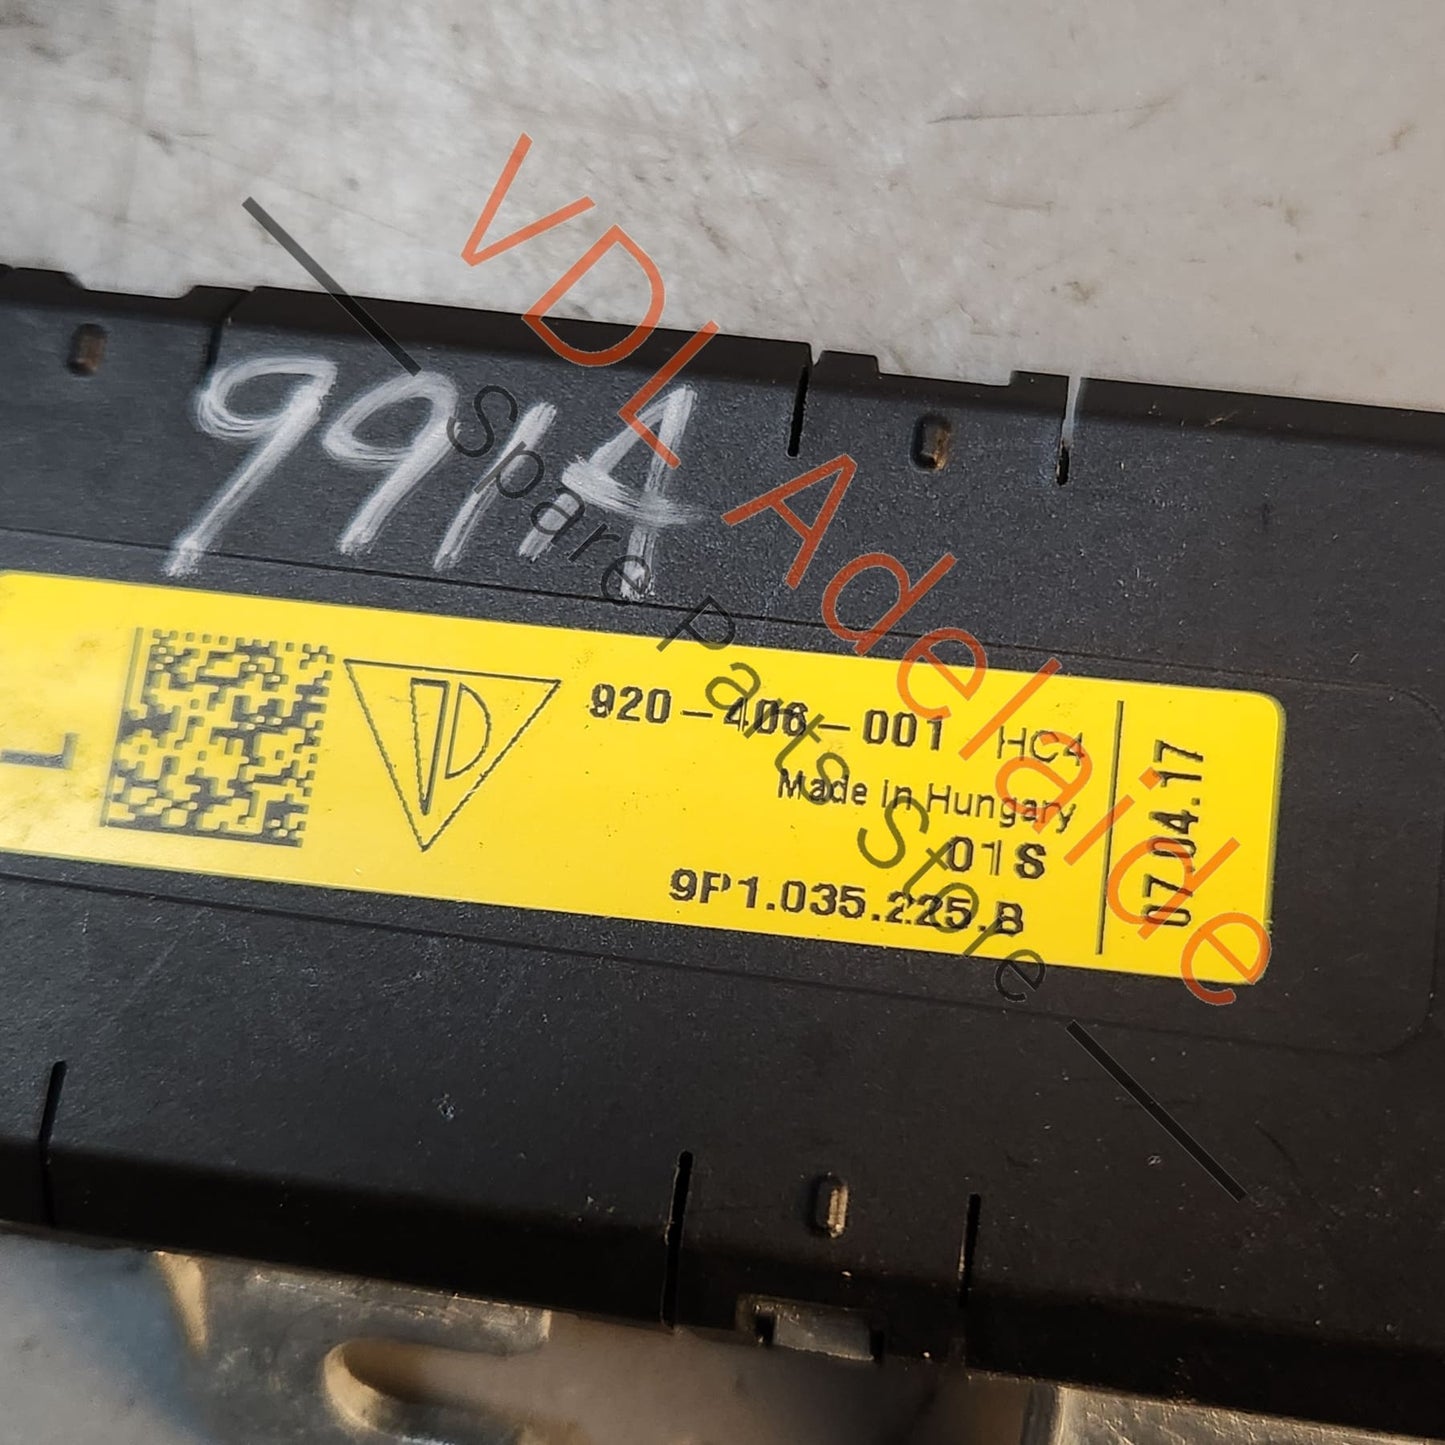 991A
L
920-406-001 HC4
Made in Hungary
01S
9P1.035.225.B
07.04.17
VDL Adelaide
Spare Parts Store